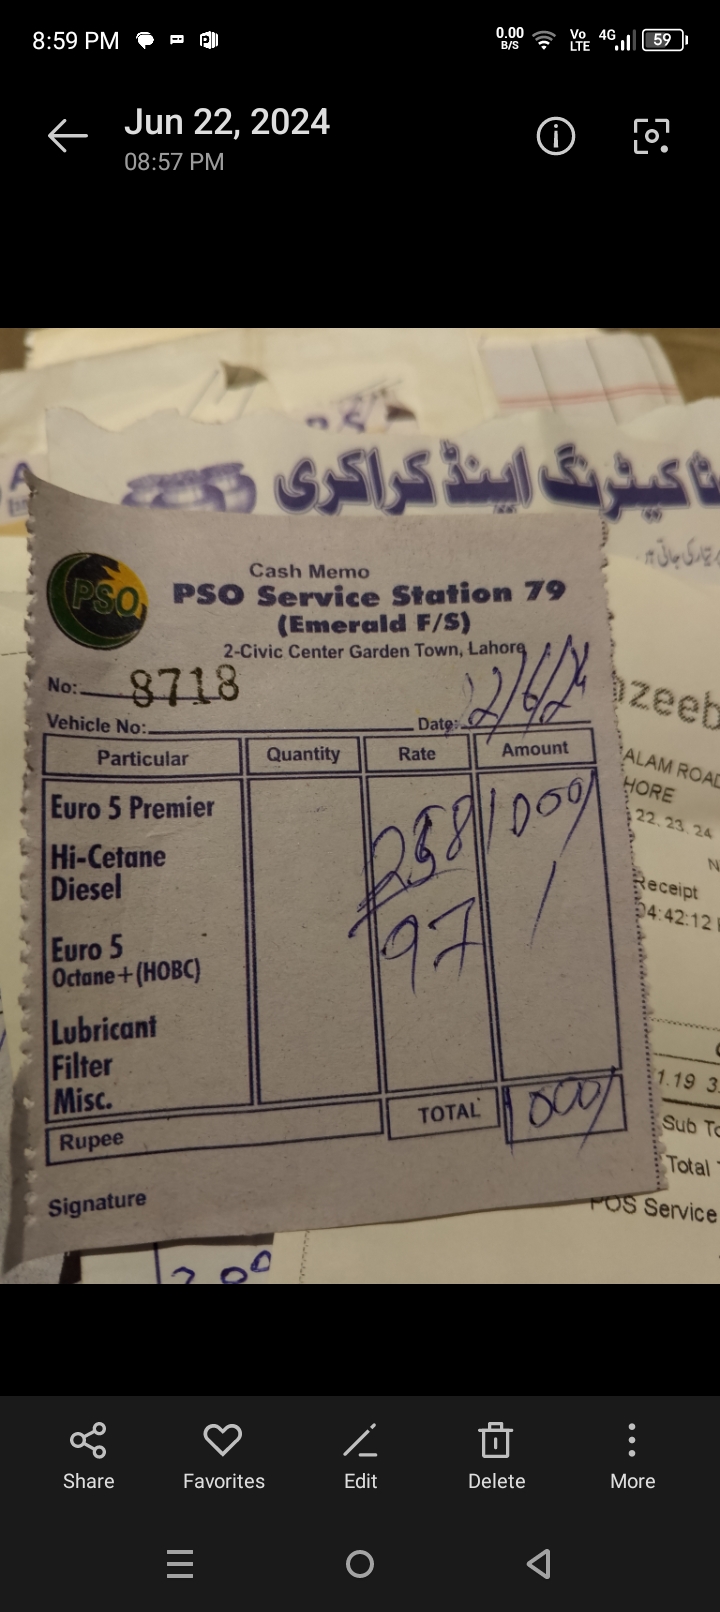 8:59 PM
0.00 B/S
Vo LTE
4G
59
Jun 22, 2024
08:57 PM
کیٹرنگ اینڈ کراکری
PSO
Cash Memo
PSO Service Station 79
(Emerald F/S)
2-Civic Center Garden Town, Lahore
No: 8718
Vehicle No: Date: 12/6/24
Particular Quantity Rate Amount
Euro 5 Premier
Hi-Cetane
Diesel
258 1000/
97
Euro 5
Octane+(HOBC)
Lubricant
Filter
Misc.
Rupee TOTAL 1000/
Signature
zeeb
ALAM ROAD
HORE
22. 23. 24
Receipt
04:42:12
1.19 3.
Sub To
Total
POS Service
Share Favorites Edit Delete More